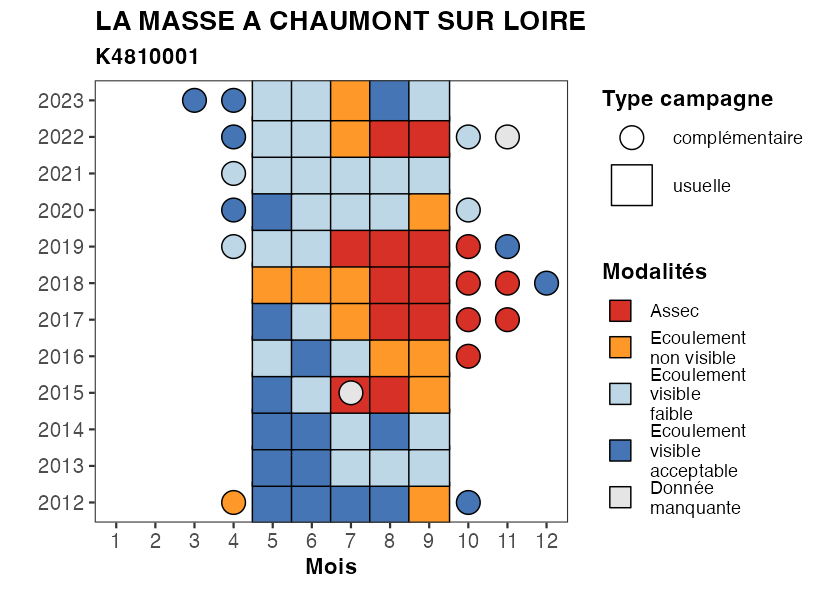 LA MASSE A CHAUMONT SUR LOIRE
K4810001
2023
2022
2021
2020
2019
2018
2017
2016
2015
2014
2013
2012
1 2 3 4 5 6 7 8 9 10 11 12
Mois
Type campagne
complémentaire
usuelle
Modalités
Assec
Ecoulement
non visible
Ecoulement
visible
faible
Ecoulement
visible
acceptable
Donnée
manquante